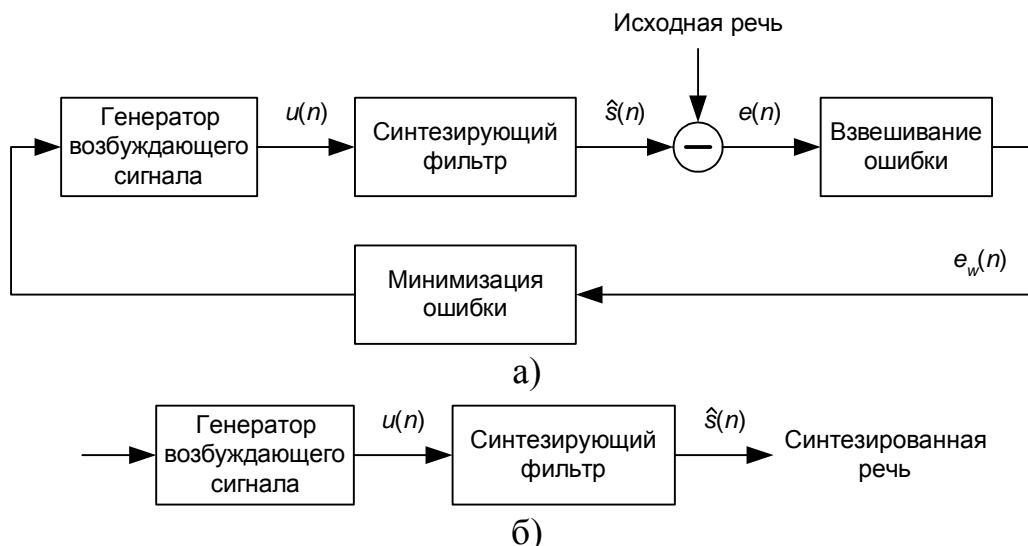 Исходная речь
Генератор
возбуждающего
сигнала
u(n)
Синтезирующий
фильтр
ŝ(n)
e(n)
Взвешивание
ошибки
Минимизация
ошибки
e_w(n)
а)
Генератор
возбуждающего
сигнала
u(n)
Синтезирующий
фильтр
ŝ(n)
Синтезированная
речь
б)